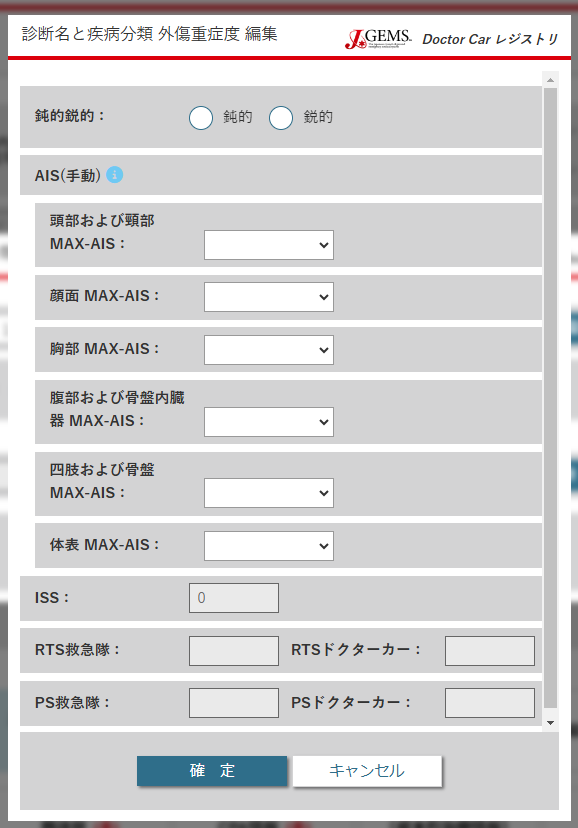 診断名と疾病分類 外傷重症度 編集
J-GEMS
Doctor Car レジストリ
鈍的鋭的：
鈍的
鋭的
AIS(手動)
頭部および頸部
MAX-AIS：
顔面 MAX-AIS：
胸部 MAX-AIS：
腹部および骨盤内臓
器 MAX-AIS：
四肢および骨盤
MAX-AIS：
体表 MAX-AIS：
ISS：
0
RTS救急隊：
RTSドクターカー：
PS救急隊：
PSドクターカー：
確 定
キャンセル